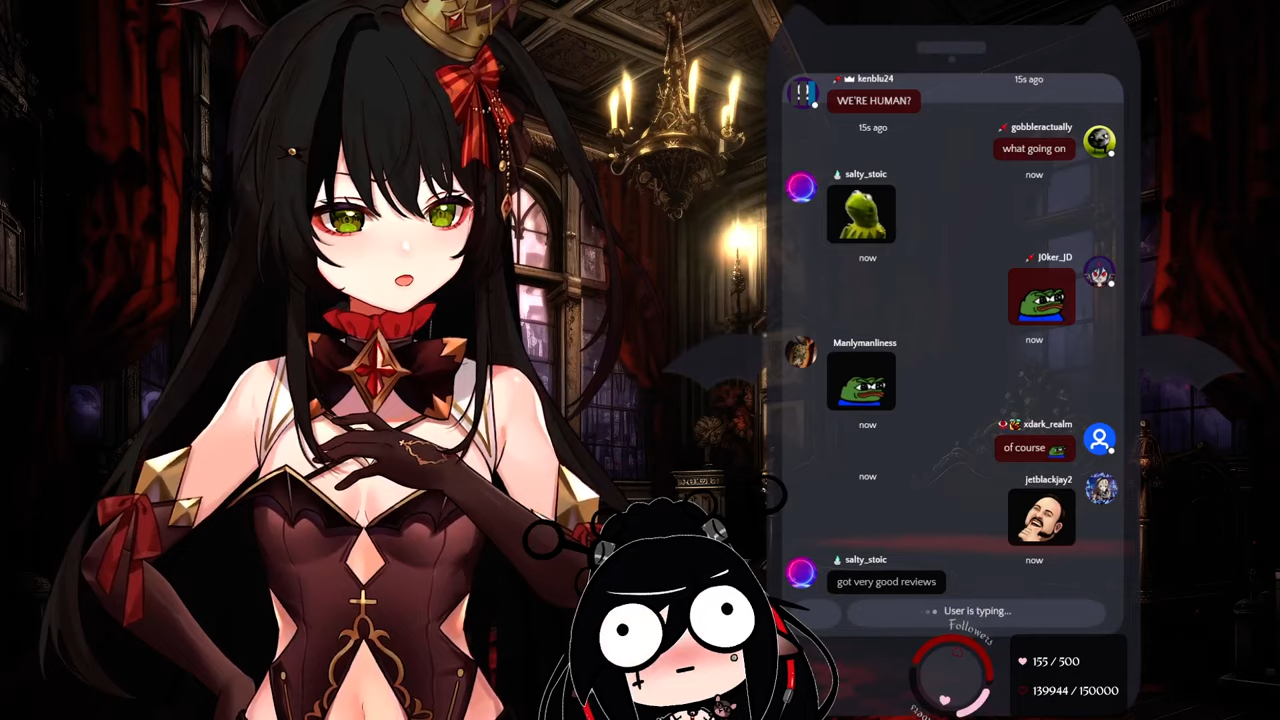 kenblu24
15s ago
WE'RE HUMAN?
15s ago
gobbleractually
what going on
now
salty_stoic
now
J0ker_JD
now
Manlymanliness
now
xdark_realm
of course
now
jetblackjay2
now
salty_stoic
got very good reviews
User is typing...
Followers
155 / 500
139944 / 150000